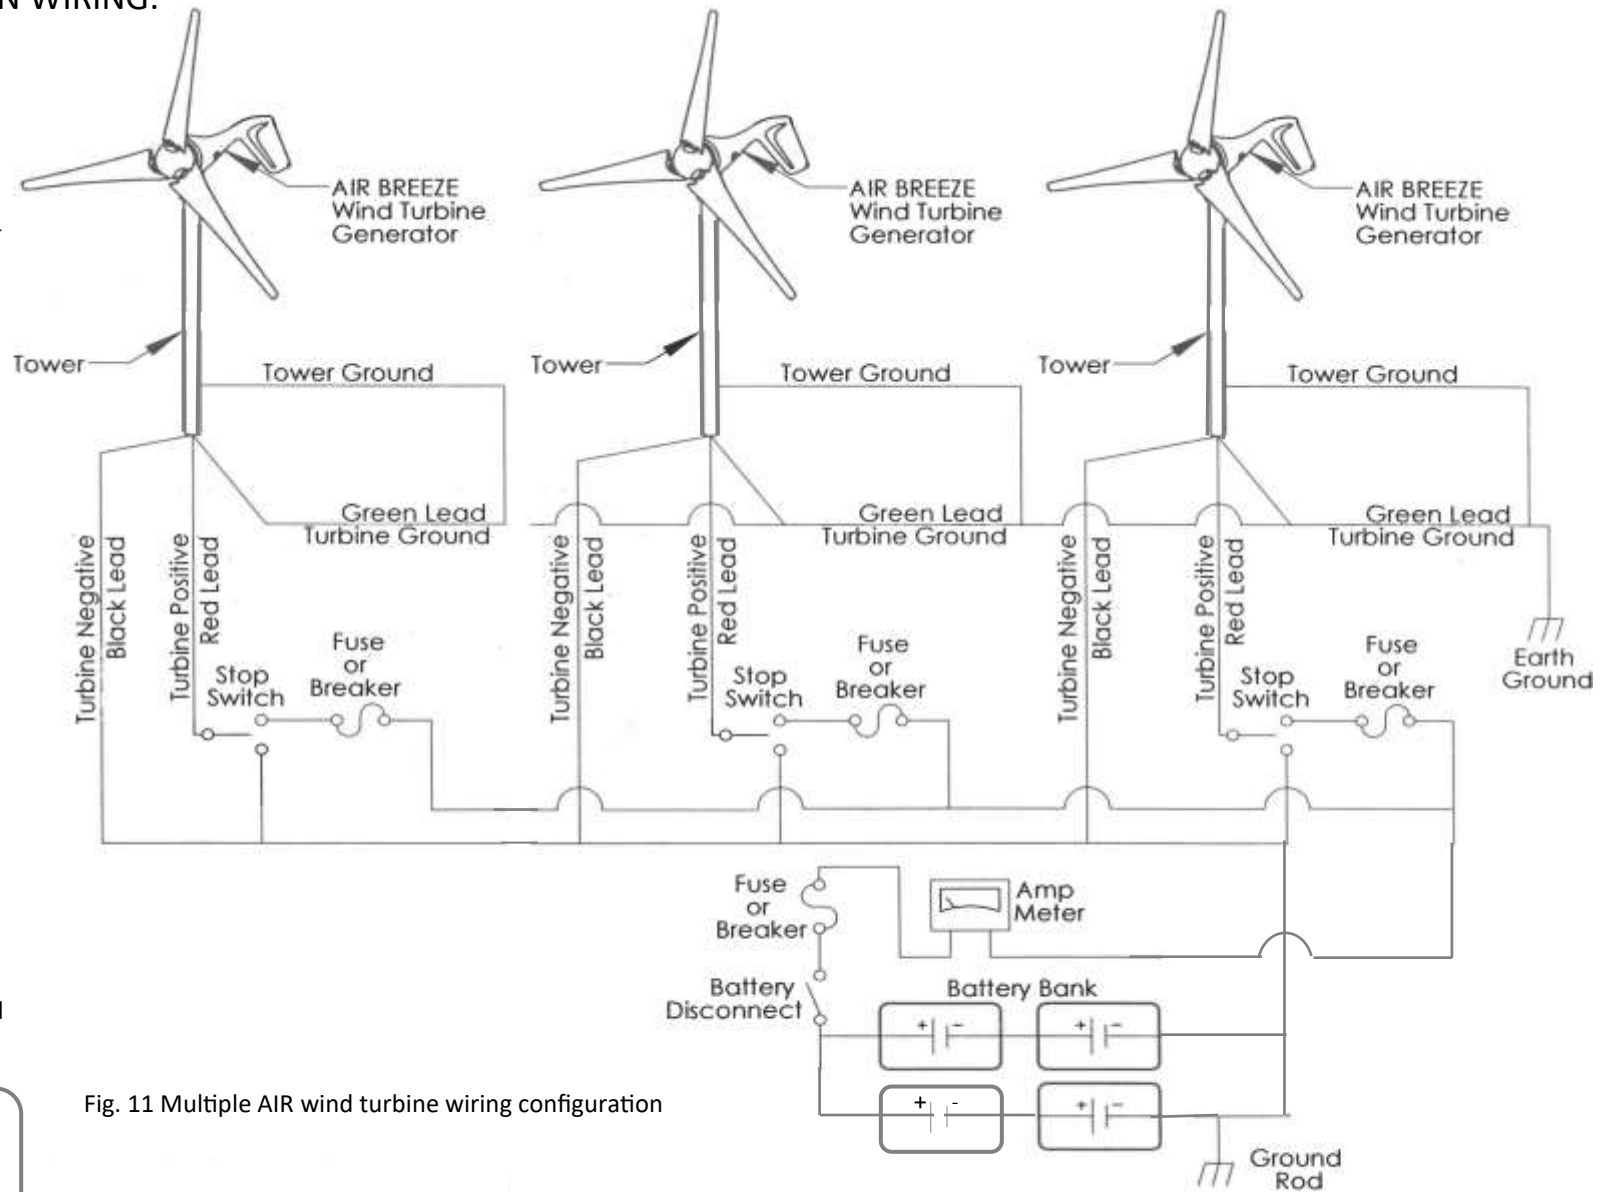 N WIRING:
AIR BREEZE
Wind Turbine
Generator
AIR BREEZE
Wind Turbine
Generator
AIR BREEZE
Wind Turbine
Generator
Tower
Tower Ground
Tower
Tower Ground
Tower
Tower Ground
Green Lead
Turbine Ground
Green Lead
Turbine Ground
Green Lead
Turbine Ground
Turbine Negative
Black Lead
Turbine Positive
Red Lead
Turbine Negative
Black Lead
Turbine Positive
Red Lead
Turbine Negative
Black Lead
Turbine Positive
Red Lead
Stop
Switch
Fuse
or
Breaker
Stop
Switch
Fuse
or
Breaker
Stop
Switch
Fuse
or
Breaker
Earth
Ground
Fuse
or
Breaker
Amp
Meter
Battery
Disconnect
Battery Bank
+ -
+ -
+ -
+ -
Ground
Rod
Fig. 11 Multiple AIR wind turbine wiring configuration